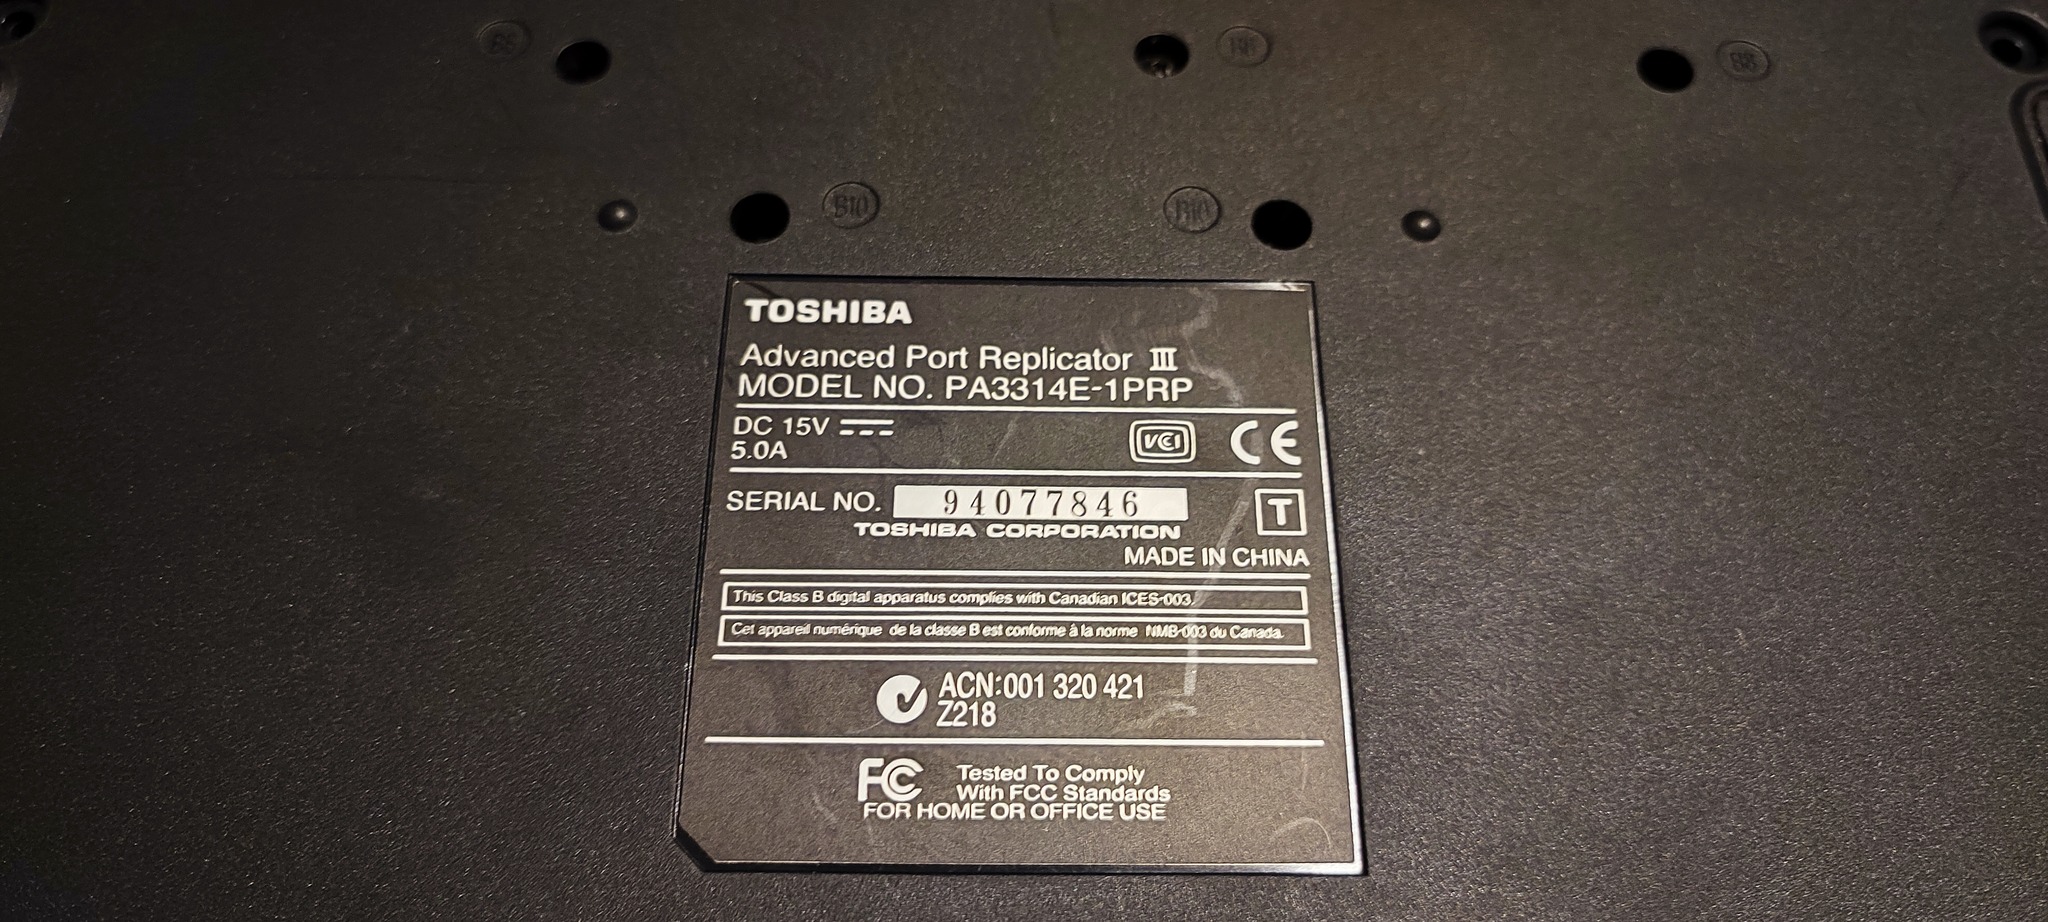 B10
B10
TOSHIBA
Advanced Port Replicator III
MODEL NO. PA3314E-1PRP
DC 15V
5.0A
VCI
CE
SERIAL NO. 94077846
T
TOSHIBA CORPORATION
MADE IN CHINA
This Class B digital apparatus complies with Canadian ICES-003.
Cet appareil numérique de la classe B est conforme à la norme NMB-003 du Canada.
ACN:001 320 421
Z218
FC Tested To Comply
With FCC Standards
FOR HOME OR OFFICE USE